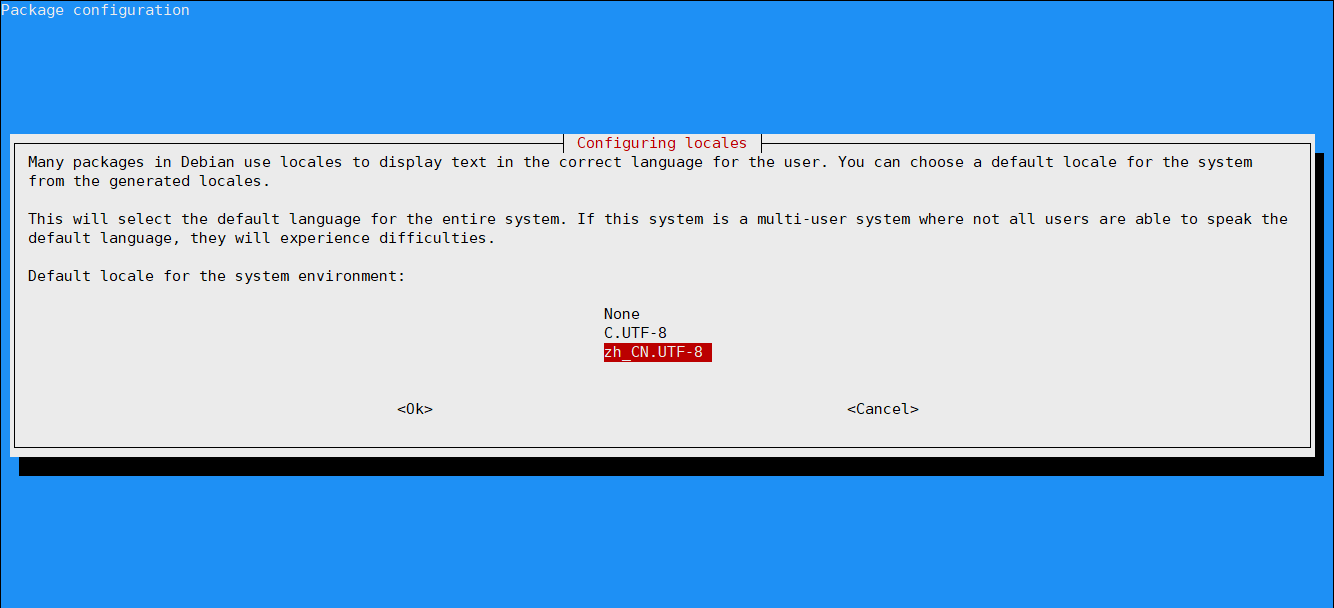 Package configuration
Configuring locales
Many packages in Debian use locales to display text in the correct language for the user. You can choose a default locale for the system
from the generated locales.
This will select the default language for the entire system. If this system is a multi-user system where not all users are able to speak the
default language, they will experience difficulties.
Default locale for the system environment:
None
C.UTF-8
zh_CN.UTF-8
<Ok> <Cancel>